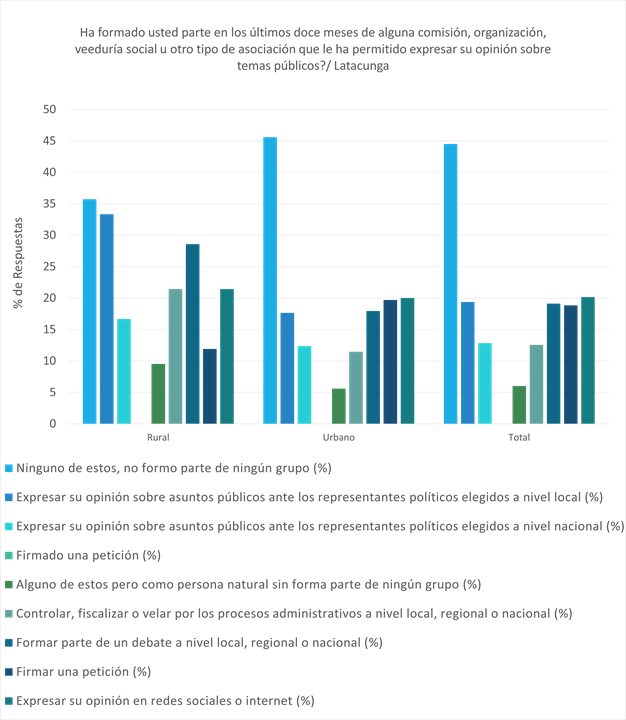 Ha formado usted parte en los últimos doce meses de alguna comisión, organización,
veeduría social u otro tipo de asociación que le ha permitido expresar su opinión sobre
temas públicos?/ Latacunga
50
45
40
35
30
25
20
15
10
5
0
% de Respuestas
Rural
Urbano
Total
Ninguno de estos, no formo parte de ningún grupo (%)
Expresar su opinión sobre asuntos públicos ante los representantes políticos elegidos a nivel local (%)
Expresar su opinión sobre asuntos públicos ante los representantes políticos elegidos a nivel nacional (%)
Firmado una petición (%)
Alguno de estos pero como persona natural sin forma parte de ningún grupo (%)
Controlar, fiscalizar o velar por los procesos administrativos a nivel local, regional o nacional (%)
Formar parte de un debate a nivel local, regional o nacional (%)
Firmar una petición (%)
Expresar su opinión en redes sociales o internet (%)